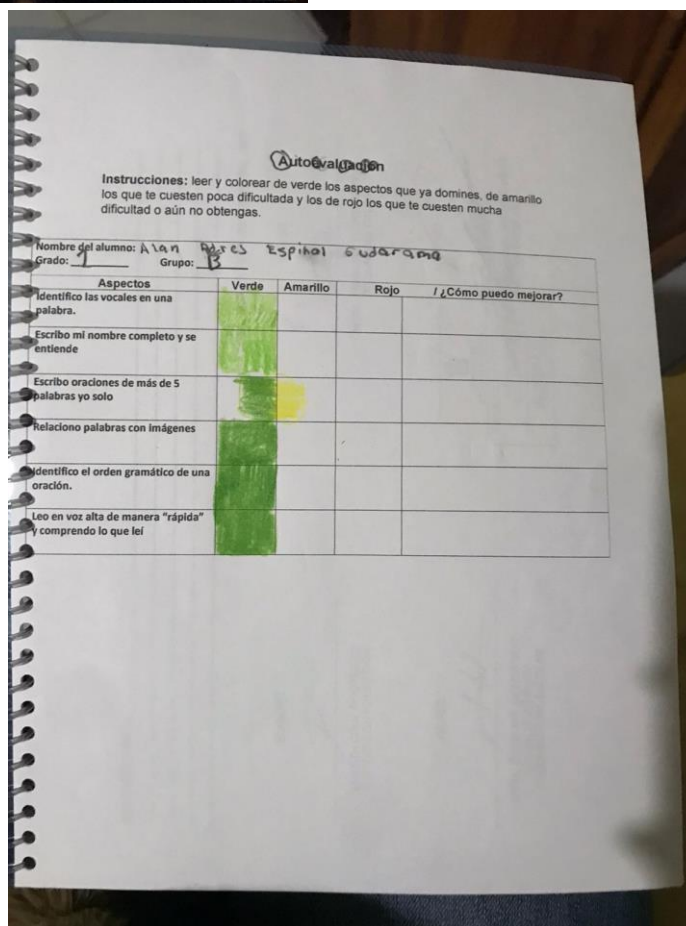 Autoevaluación
Instrucciones: leer y colorear de verde los aspectos que ya domines, de amarillo
los que te cuesten poca dificultada y los de rojo los que te cuesten mucha
dificultad o aún no obtengas.
Nombre del alumno: Alan Adres Espinol Gudarama
Grado: 1 Grupo: B
Aspectos Verde Amarillo Rojo / ¿Cómo puedo mejorar?
Identifico las vocales en una
palabra.
Escribo mi nombre completo y se
entiende
Escribo oraciones de más de 5
palabras yo solo
Relaciono palabras con imágenes
Identifico el orden gramático de una
oración.
Leo en voz alta de manera “rápida”
y comprendo lo que leí